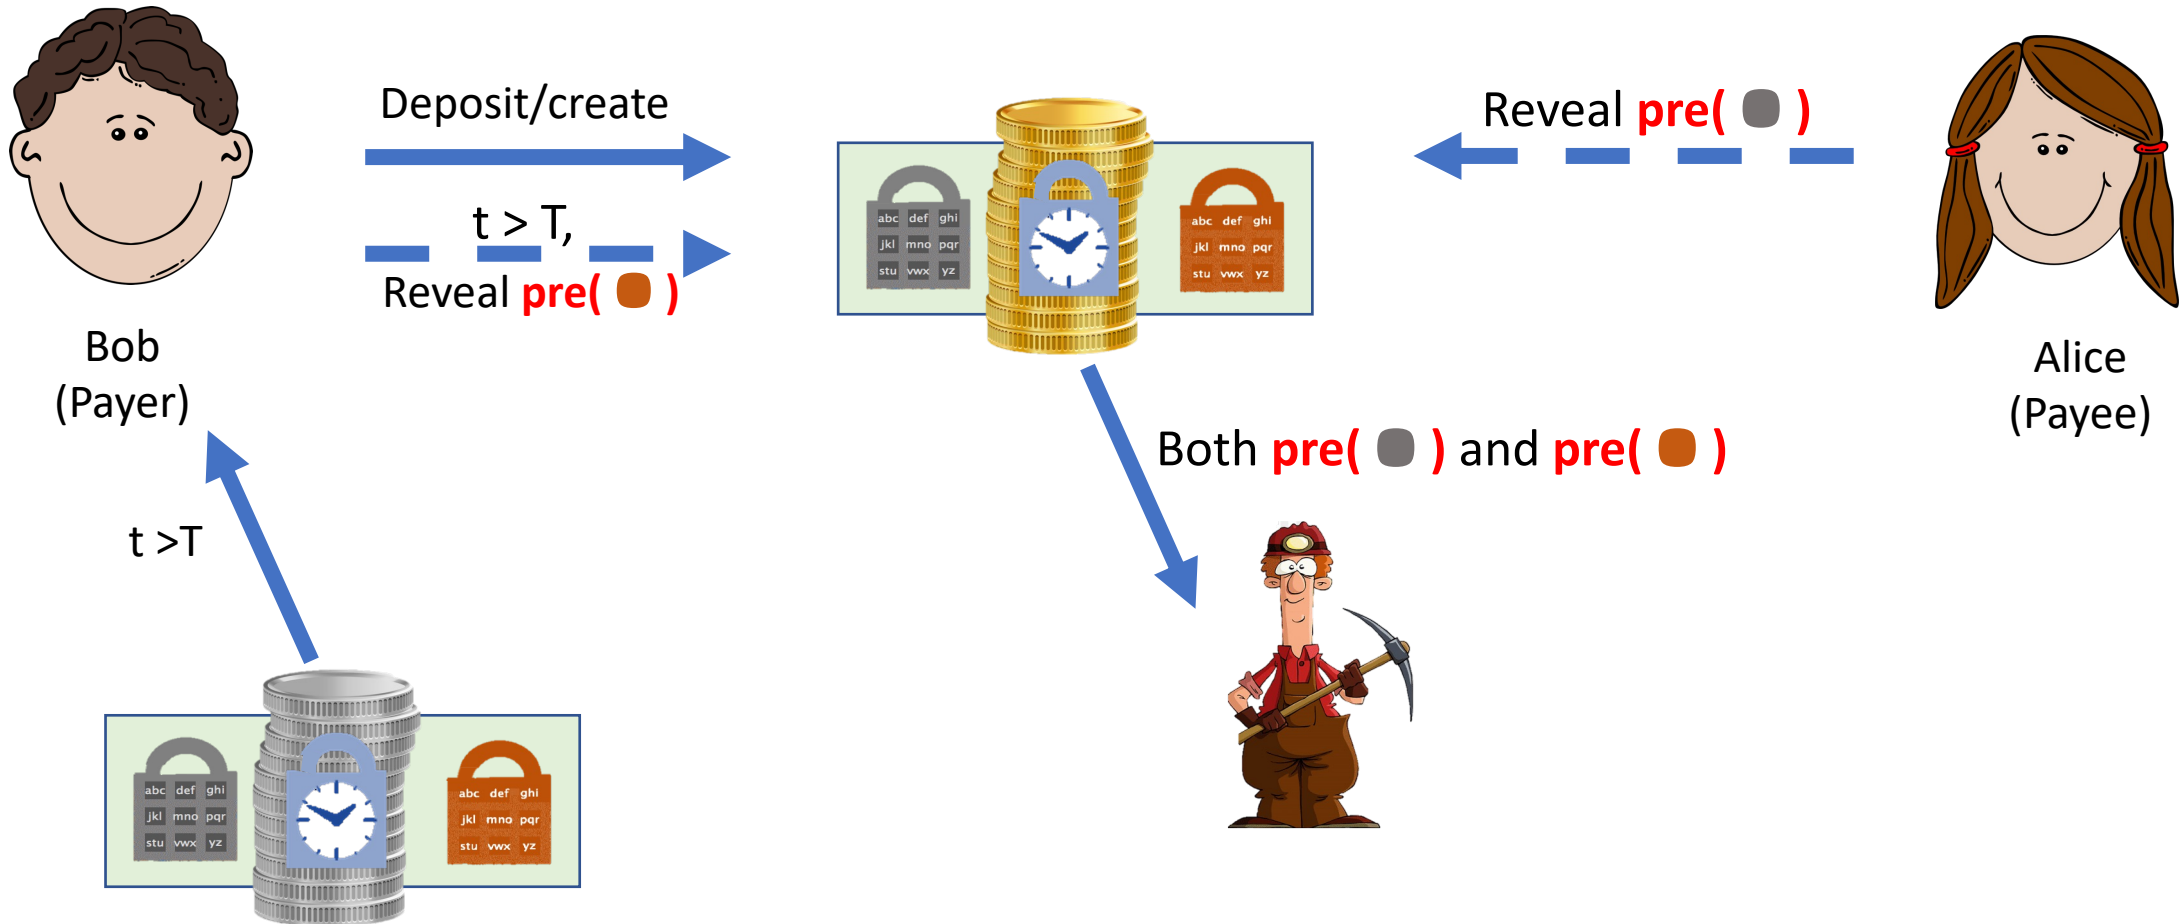 Deposit/create
t > T,
Reveal pre( )
Bob
(Payer)
Reveal pre( )
Alice
(Payee)
abc def ghi
jkl mno pqr
stu vwx yz
abc def ghi
jkl mno pqr
stu vwx yz
Both pre( ) and pre( )
t >T
abc def ghi
jkl mno pqr
stu vwx yz
abc def ghi
jkl mno pqr
stu vwx yz